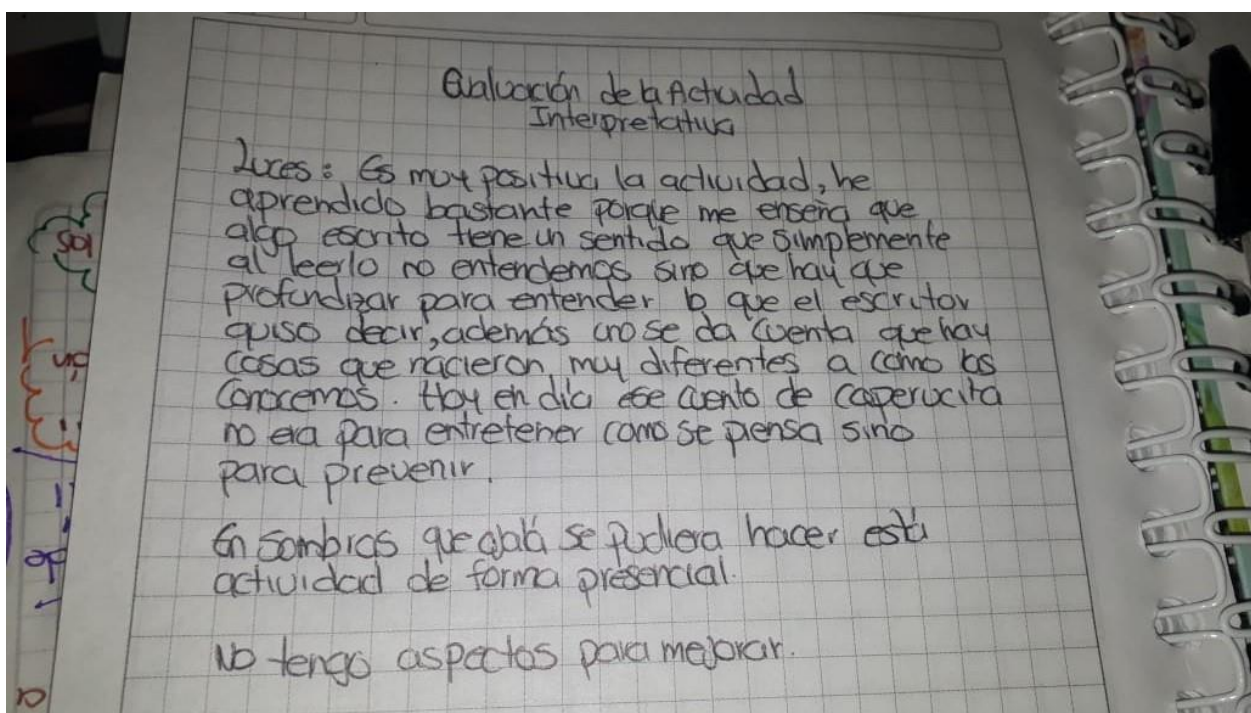 Evaluación de la Actividad
Interpretativa
Luces: Es muy positiva la actividad, he
aprendido bastante porque me enseña que
algo escrito tiene un sentido que simplemente
al leerlo no entendemos sino que hay que
profundizar para entender lo que el escritor
quiso decir, además uno se da cuenta que hay
cosas que nacieron muy diferentes a como los
conocemos. Hoy en día ese cuento de caperucita
no era para entretener como se piensa sino
para prevenir.
En sombras que ojalá se pudiera hacer está
actividad de forma presencial.
No tengo aspectos para mejorar.
los